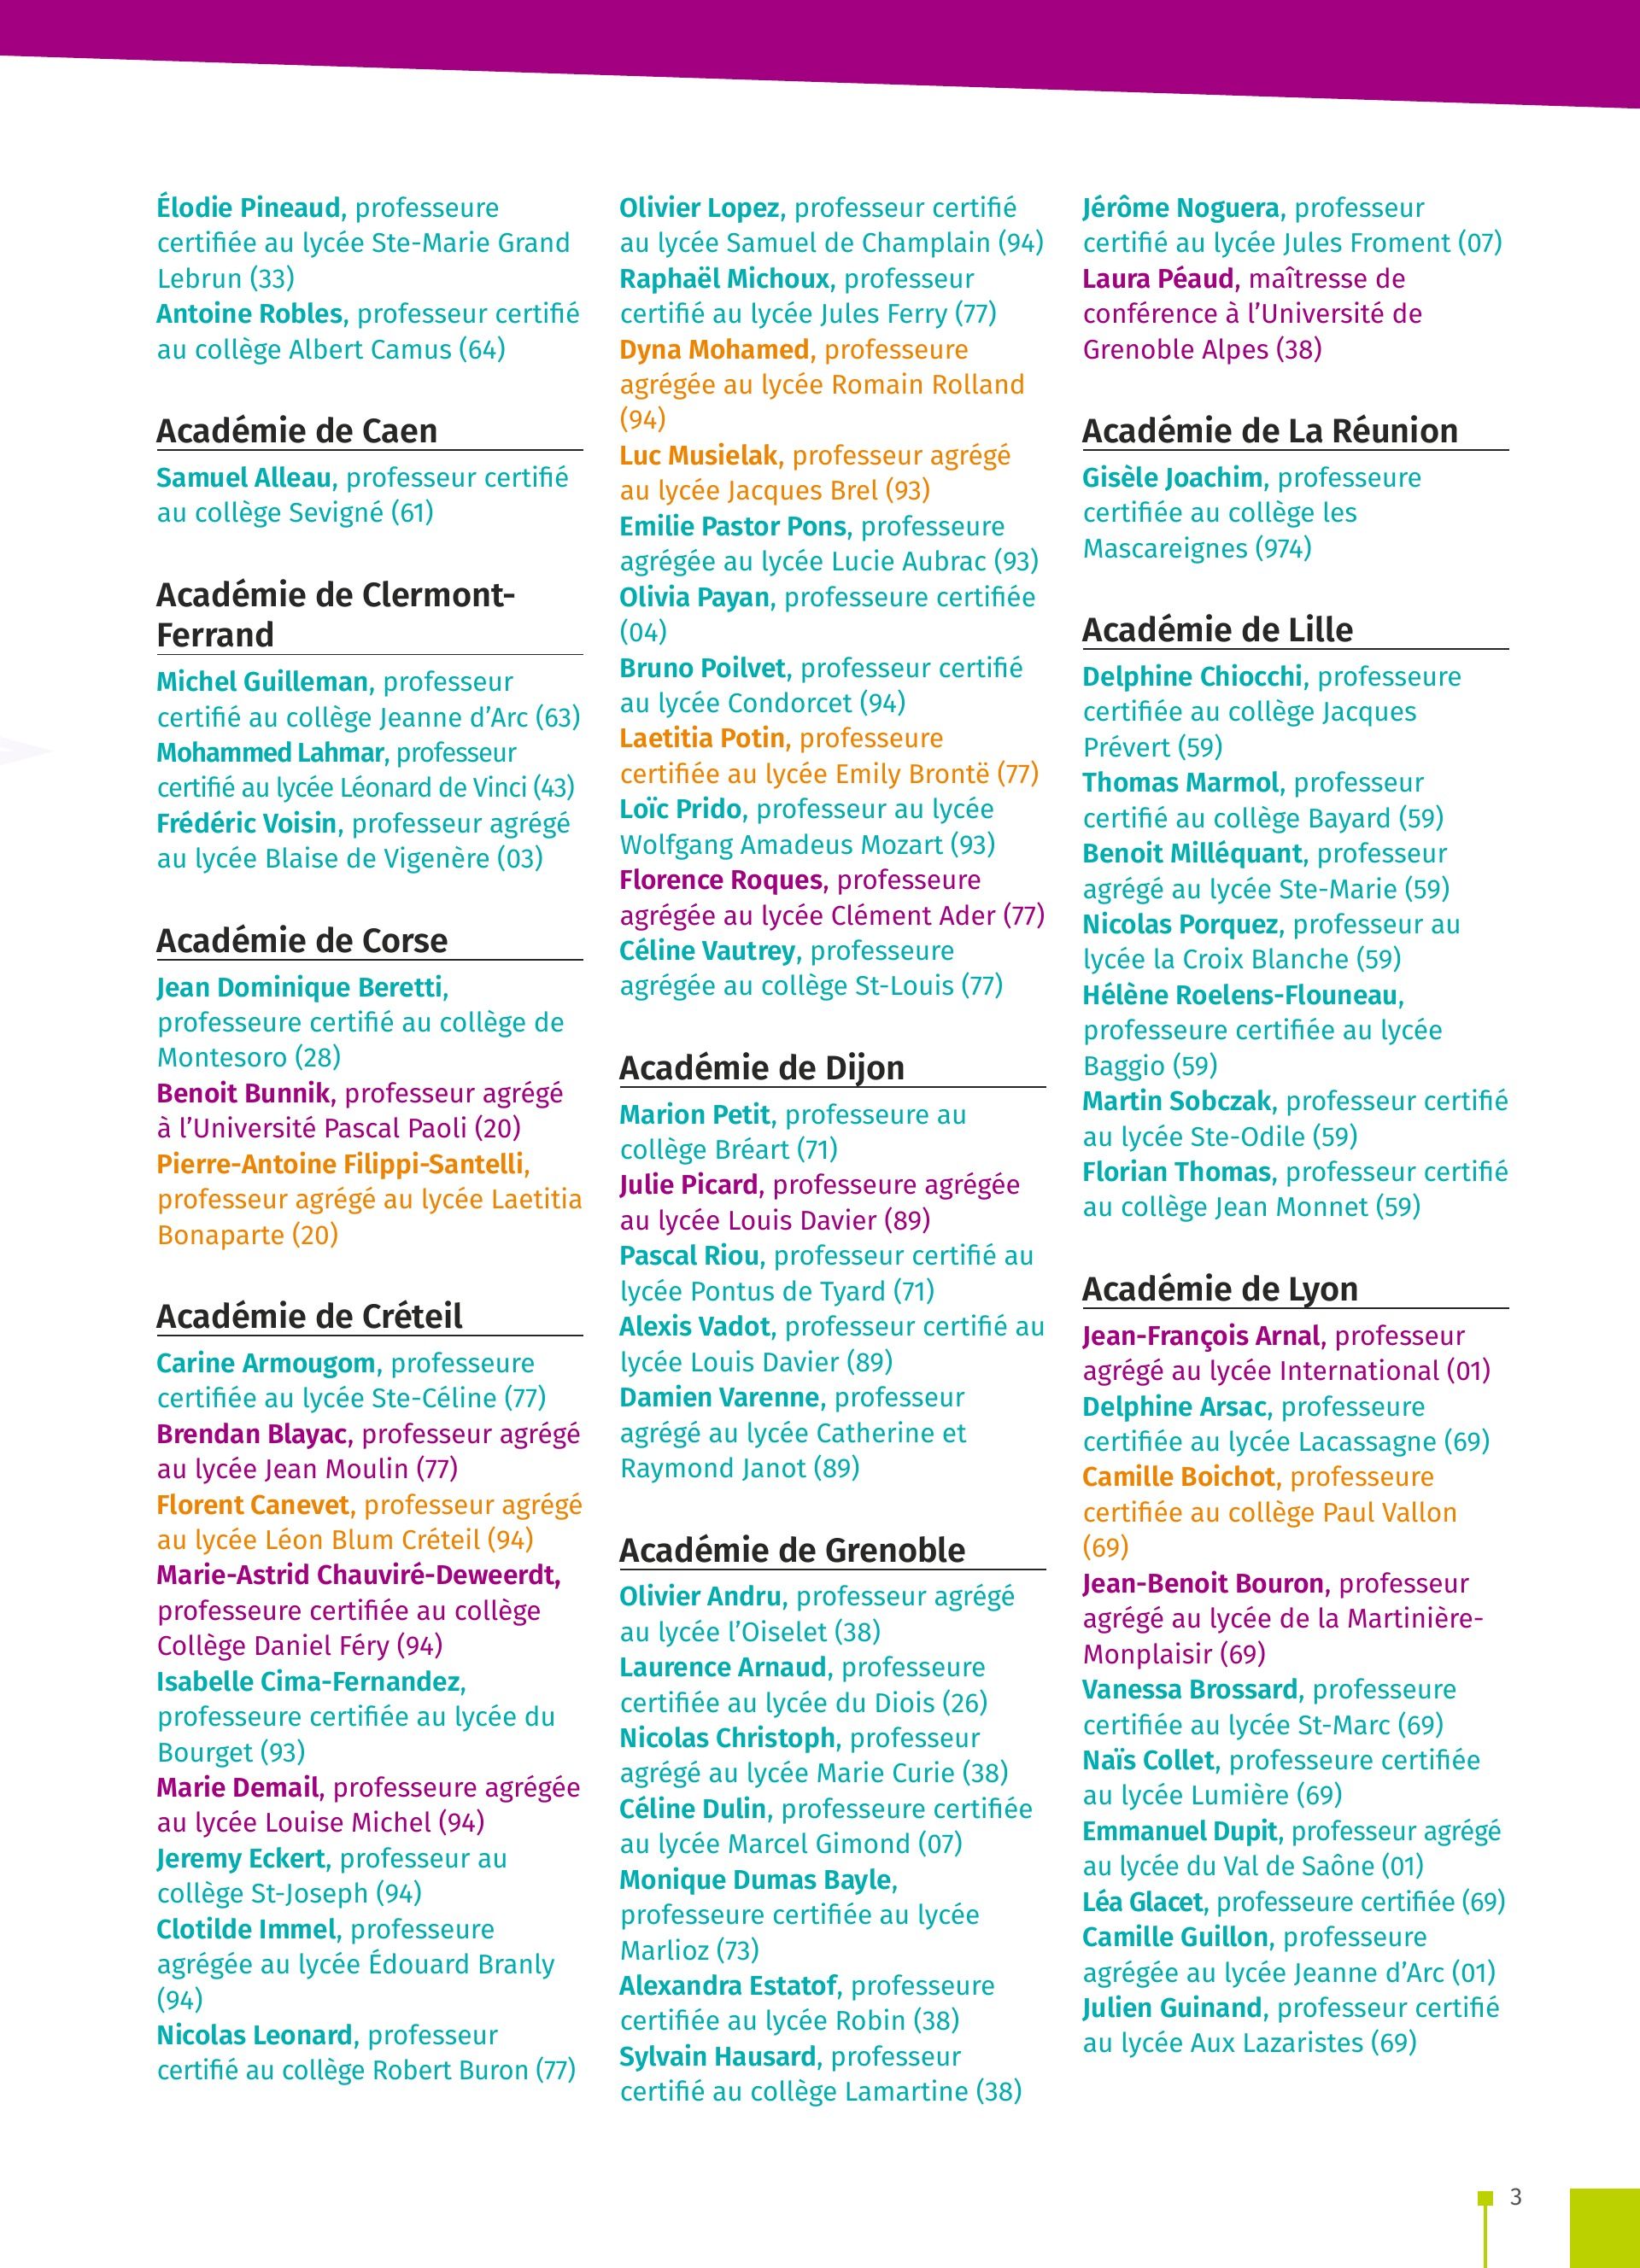 Élodie Pineaud, professeure
certifiée au lycée Ste-Marie Grand
Lebrun (33)
Antoine Robles, professeur certifié
au collège Albert Camus (64)
Académie de Caen
Samuel Alleau, professeur certifié
au collège Sevigné (61)
Académie de Clermont-
Ferrand
Michel Guilleman, professeur
certifié au collège Jeanne d’Arc (63)
Mohammed Lahmar, professeur
certifié au lycée Léonard de Vinci (43)
Frédéric Voisin, professeur agrégé
au lycée Blaise de Vigenère (03)
Académie de Corse
Jean Dominique Beretti,
professeure certifié au collège de
Montesoro (28)
Benoit Bunnik, professeur agrégé
à l’Université Pascal Paoli (20)
Pierre-Antoine Filippi-Santelli,
professeur agrégé au lycée Laetitia
Bonaparte (20)
Académie de Créteil
Carine Armougom, professeure
certifiée au lycée Ste-Céline (77)
Brendan Blayac, professeur agrégé
au lycée Jean Moulin (77)
Florent Canevet, professeur agrégé
au lycée Léon Blum Créteil (94)
Marie-Astrid Chauviré-Deweerdt,
professeure certifiée au collège
Collège Daniel Féry (94)
Isabelle Cima-Fernandez,
professeure certifiée au lycée du
Bourget (93)
Marie Demail, professeure agrégée
au lycée Louise Michel (94)
Jeremy Eckert, professeur au
collège St-Joseph (94)
Clotilde Immel, professeure
agrégée au lycée Édouard Branly
(94)
Nicolas Leonard, professeur
certifié au collège Robert Buron (77)
Olivier Lopez, professeur certifié
au lycée Samuel de Champlain (94)
Raphaël Michoux, professeur
certifié au lycée Jules Ferry (77)
Dyna Mohamed, professeure
agrégée au lycée Romain Rolland
(94)
Luc Musielak, professeur agrégé
au lycée Jacques Brel (93)
Emilie Pastor Pons, professeure
agrégée au lycée Lucie Aubrac (93)
Olivia Payan, professeure certifiée
(04)
Bruno Poilvet, professeur certifié
au lycée Condorcet (94)
Laetitia Potin, professeure
certifiée au lycée Emily Brontë (77)
Loïc Prido, professeur au lycée
Wolfgang Amadeus Mozart (93)
Florence Roques, professeure
agrégée au lycée Clément Ader (77)
Céline Vautrey, professeure
agrégée au collège St-Louis (77)
Académie de Dijon
Marion Petit, professeure au
collège Bréart (71)
Julie Picard, professeure agrégée
au lycée Louis Davier (89)
Pascal Riou, professeur certifié au
lycée Pontus de Tyard (71)
Alexis Vadot, professeur certifié au
lycée Louis Davier (89)
Damien Varenne, professeur
agrégé au lycée Catherine et
Raymond Janot (89)
Académie de Grenoble
Olivier Andru, professeur agrégé
au lycée l’Oiselet (38)
Laurence Arnaud, professeure
certifiée au lycée du Diois (26)
Nicolas Christoph, professeur
agrégé au lycée Marie Curie (38)
Céline Dulin, professeure certifiée
au lycée Marcel Gimond (07)
Monique Dumas Bayle,
professeure certifiée au lycée
Marlioz (73)
Alexandra Estatof, professeure
certifiée au lycée Robin (38)
Sylvain Hausard, professeur
certifié au collège Lamartine (38)
Jérôme Noguera, professeur
certifié au lycée Jules Froment (07)
Laura Péaud, maîtresse de
conférence à l’Université de
Grenoble Alpes (38)
Académie de La Réunion
Gisèle Joachim, professeure
certifiée au collège les
Mascareignes (974)
Académie de Lille
Delphine Chiocchi, professeure
certifiée au collège Jacques
Prévert (59)
Thomas Marmol, professeur
certifié au collège Bayard (59)
Benoit Milléquant, professeur
agrégé au lycée Ste-Marie (59)
Nicolas Porquez, professeur au
lycée la Croix Blanche (59)
Hélène Roelens-Flouneau,
professeure certifiée au lycée
Baggio (59)
Martin Sobczak, professeur certifié
au lycée Ste-Odile (59)
Florian Thomas, professeur certifié
au collège Jean Monnet (59)
Académie de Lyon
Jean-François Arnal, professeur
agrégé au lycée International (01)
Delphine Arsac, professeure
certifiée au lycée Lacassagne (69)
Camille Boichot, professeure
certifiée au collège Paul Vallon
(69)
Jean-Benoit Bouron, professeur
agrégé au lycée de la Martinière-
Monplaisir (69)
Vanessa Brossard, professeure
certifiée au lycée St-Marc (69)
Naïs Collet, professeure certifiée
au lycée Lumière (69)
Emmanuel Dupit, professeur agrégé
au lycée du Val de Saône (01)
Léa Glacet, professeure certifiée (69)
Camille Guillon, professeure
agrégée au lycée Jeanne d’Arc (01)
Julien Guinand, professeur certifié
au lycée Aux Lazaristes (69)
3